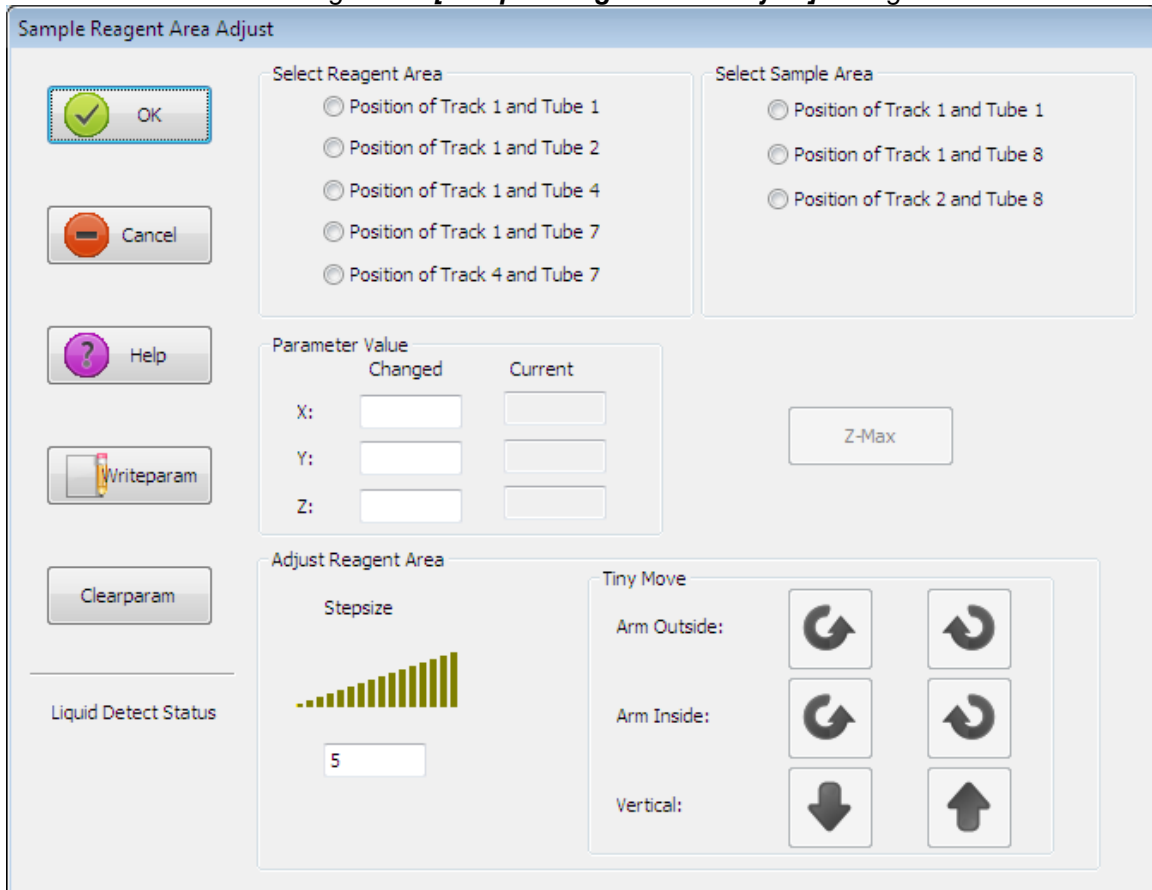 Sample Reagent Area Adjust
OK
Cancel
Help
Writeparam
Clearparam
Liquid Detect Status
Select Reagent Area
Position of Track 1 and Tube 1
Position of Track 1 and Tube 2
Position of Track 1 and Tube 4
Position of Track 1 and Tube 7
Position of Track 4 and Tube 7
Select Sample Area
Position of Track 1 and Tube 1
Position of Track 1 and Tube 8
Position of Track 2 and Tube 8
Parameter Value
Changed Current
X:
Y:
Z:
Z-Max
Adjust Reagent Area
Stepsize
5
Tiny Move
Arm Outside:
Arm Inside:
Vertical: